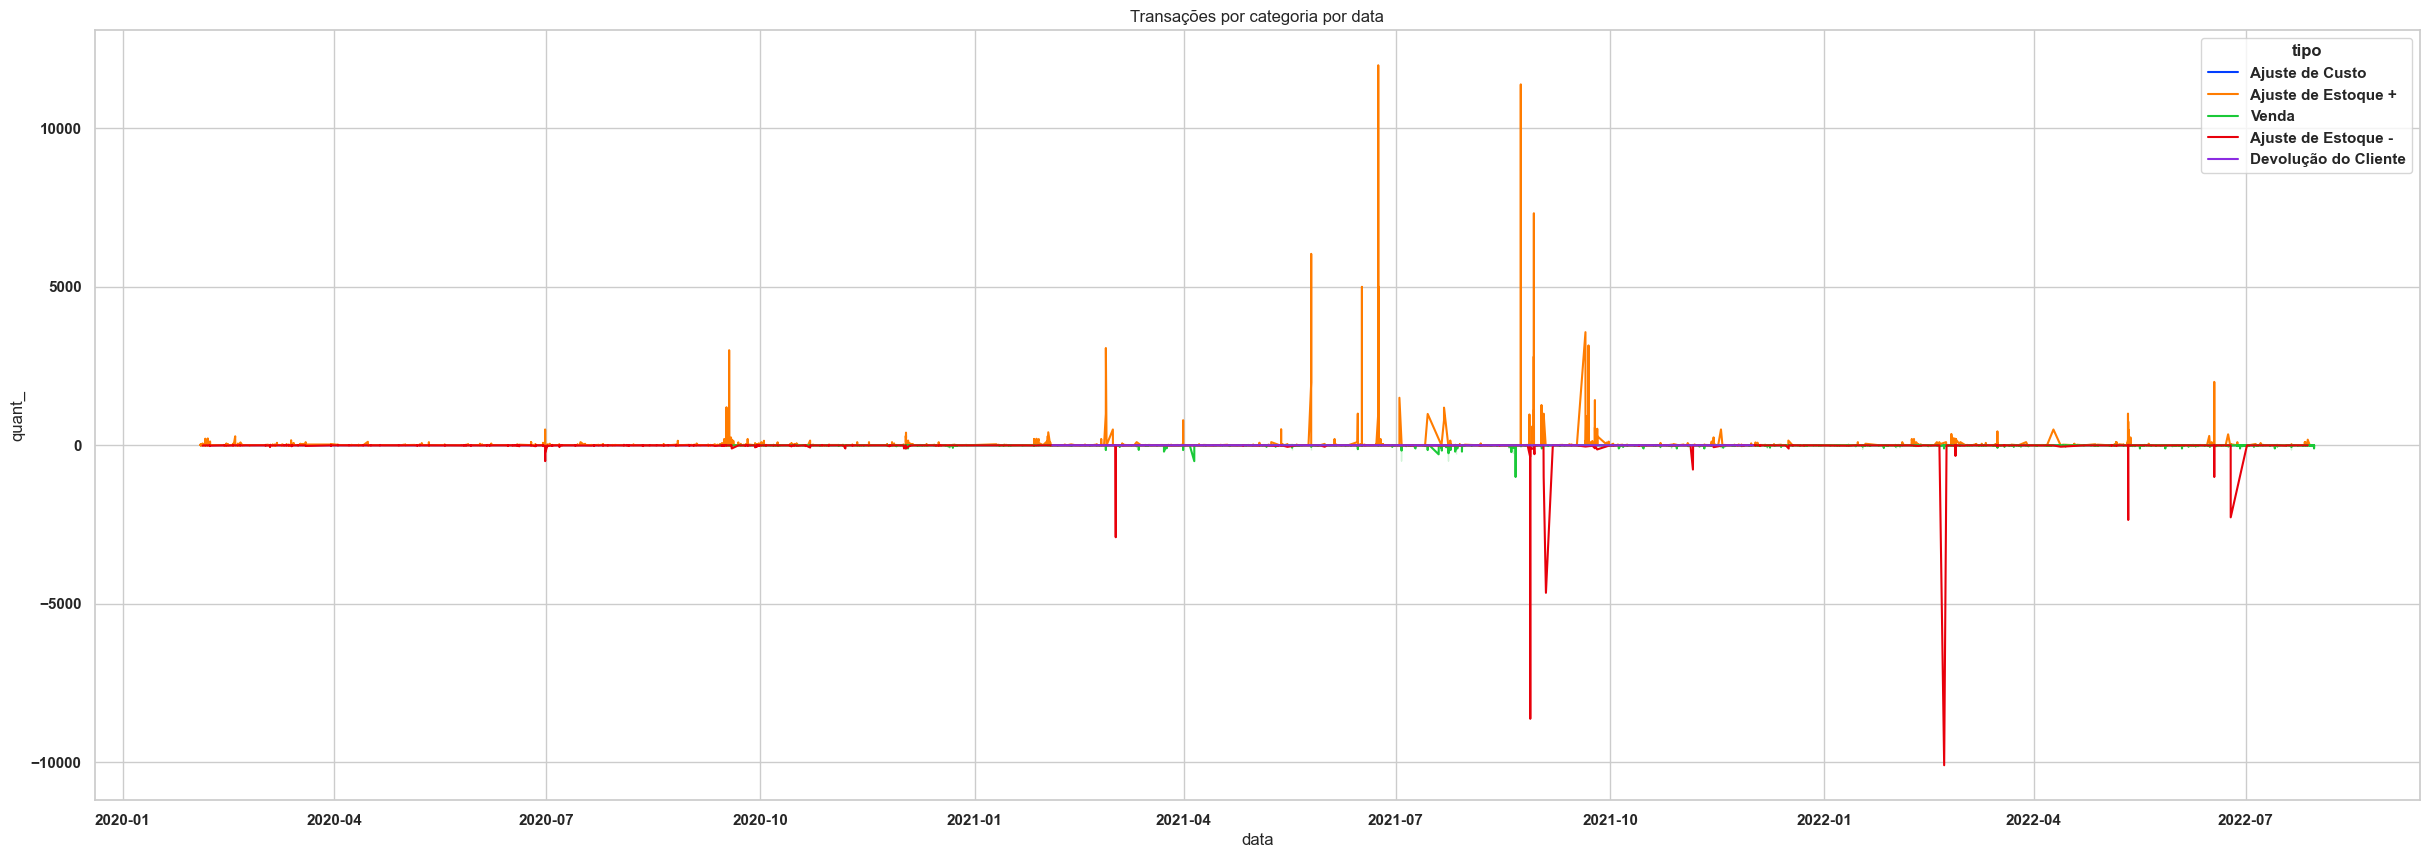 Transações por categoria por data
tipo
Ajuste de Custo
Ajuste de Estoque +
Venda
Ajuste de Estoque -
Devolução do Cliente
10000
5000
0
−5000
−10000
quant_
2020-01 2020-04 2020-07 2020-10 2021-01 2021-04 2021-07 2021-10 2022-01 2022-04 2022-07
data